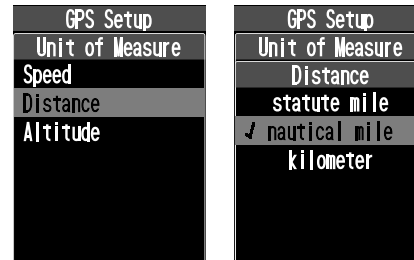 GPS Setup
Unit of Measure
Speed
Distance
Altitude
GPS Setup
Unit of Measure
Distance
statute mile
✓ nautical mile
kilometer